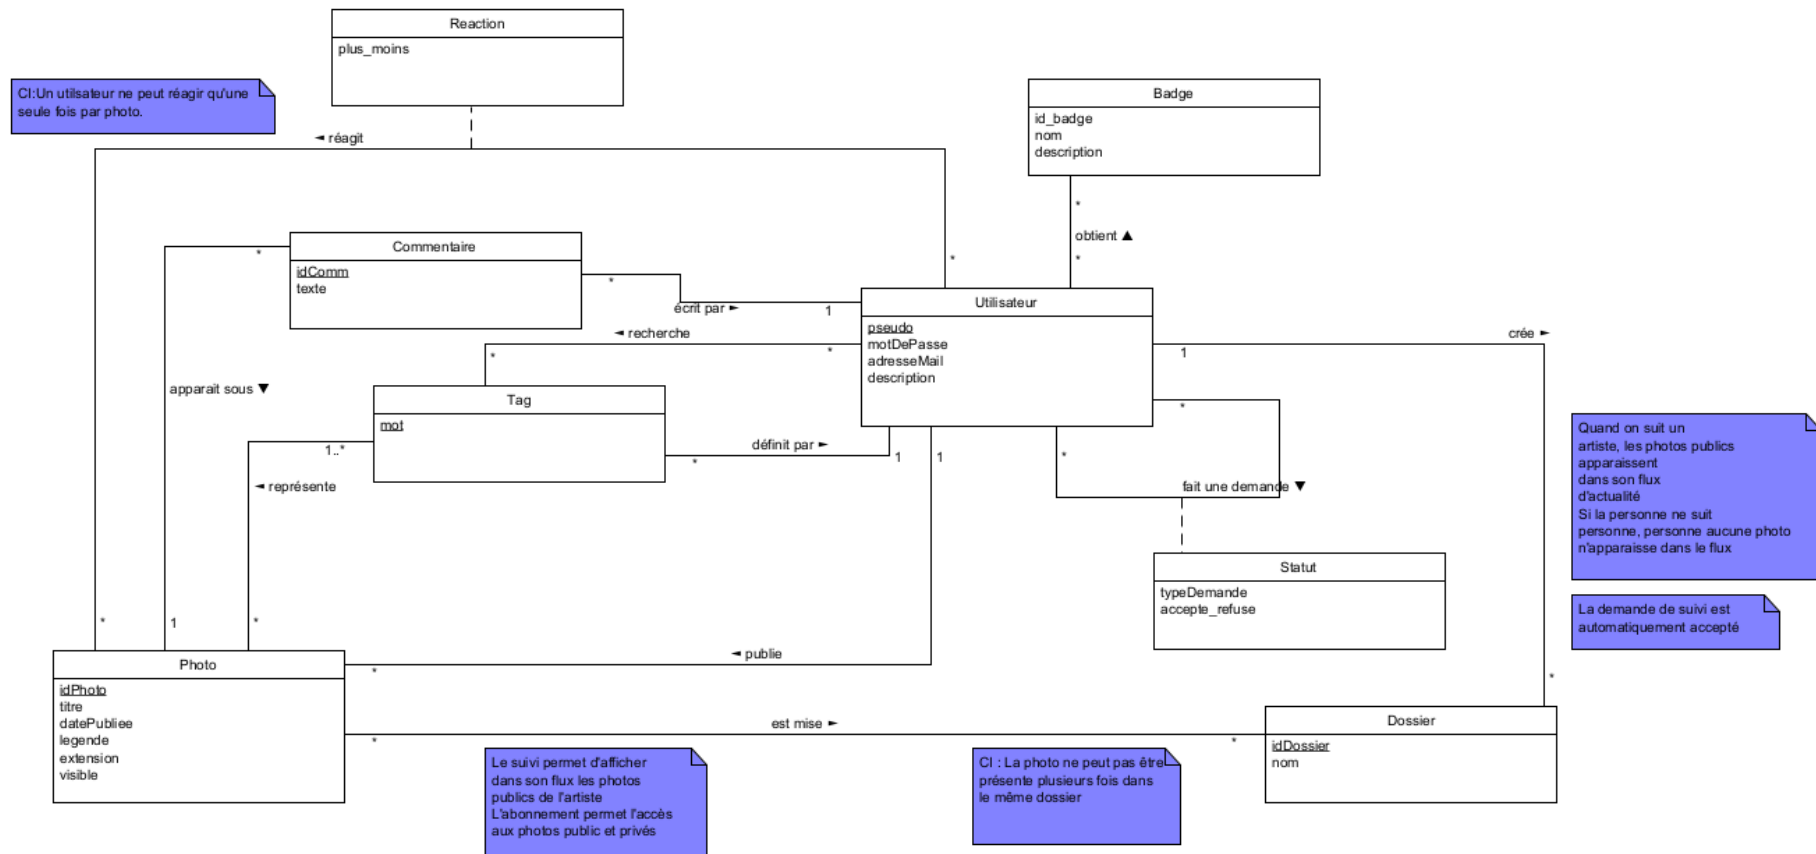 Reaction
plus_moins
CI:Un utilsateur ne peut réagir qu'une
seule fois par photo.
◄ réagit
Badge
id_badge
nom
description
*
obtient ▲
*
*
Commentaire
idComm
texte
*
*
écrit par ►
1
Utilisateur
pseudo
motDePasse
adresseMail
description
◄ recherche
*
*
crée ►
1
apparait sous ▼
Tag
mot
1..*
définit par ►
*
1
1
*
*
◄ représente
fait une demande ▼
Quand on suit un
artiste, les photos publics
apparaissent
dans son flux
d'actualité
Si la personne ne suit
personne, personne aucune photo
n'apparaisse dans le flux
Statut
typeDemande
accepte_refuse
La demande de suivi est
automatiquement accepté
*
1
*
Photo
idPhoto
titre
datePubliee
legende
extension
visible
◄ publie
*
*
est mise ►
*
*
Dossier
idDossier
nom
Le suivi permet d'afficher
dans son flux les photos
publics de l'artiste
L'abonnement permet l'accès
aux photos public et privés
CI : La photo ne peut pas être
présente plusieurs fois dans
le même dossier